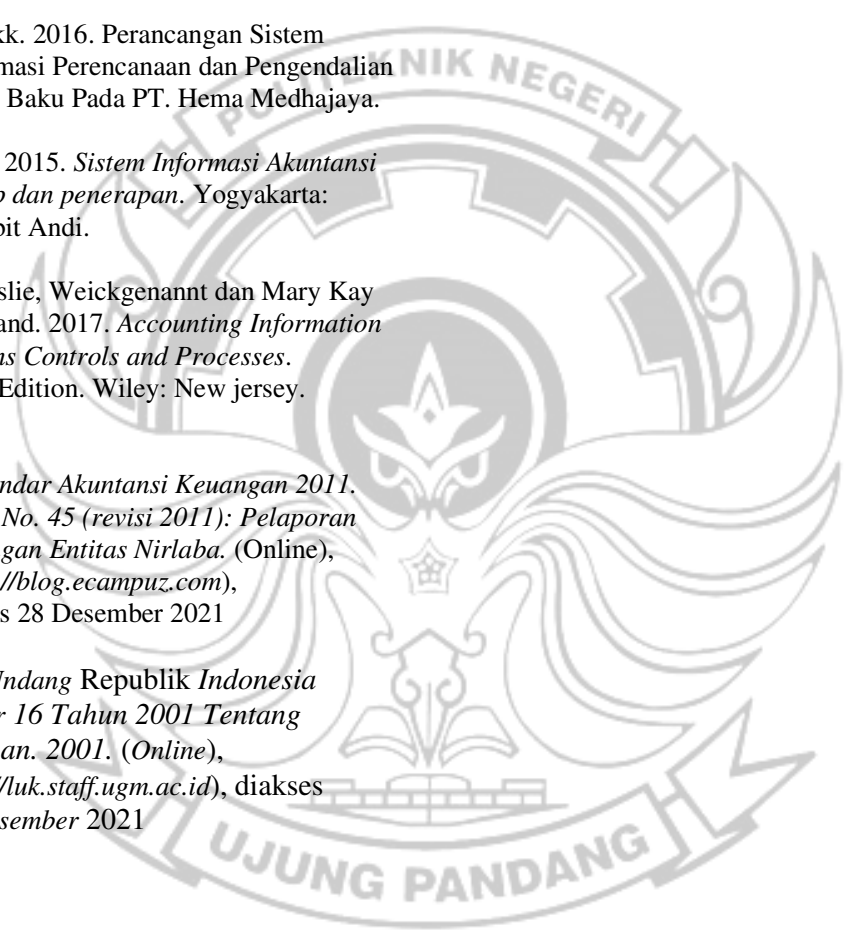 kk. 2016. Perancangan Sistem
masi Perencanaan dan Pengendalian
Baku Pada PT. Hema Medhajaya.
2015. Sistem Informasi Akuntansi
dan penerapan. Yogyakarta:
bit Andi.
slie, Weickgenannt dan Mary Kay
and. 2017. Accounting Information
ms Controls and Processes.
Edition. Wiley: New jersey.
ndar Akuntansi Keuangan 2011.
No. 45 (revisi 2011): Pelaporan
gan Entitas Nirlaba. (Online),
//blog.ecampuz.com),
s 28 Desember 2021
Undang Republik Indonesia
r 16 Tahun 2001 Tentang
an. 2001. (Online),
//luk.staff.ugm.ac.id), diakses
sember 2021
POLITEKNIK NEGERI
UJUNG PANDANG